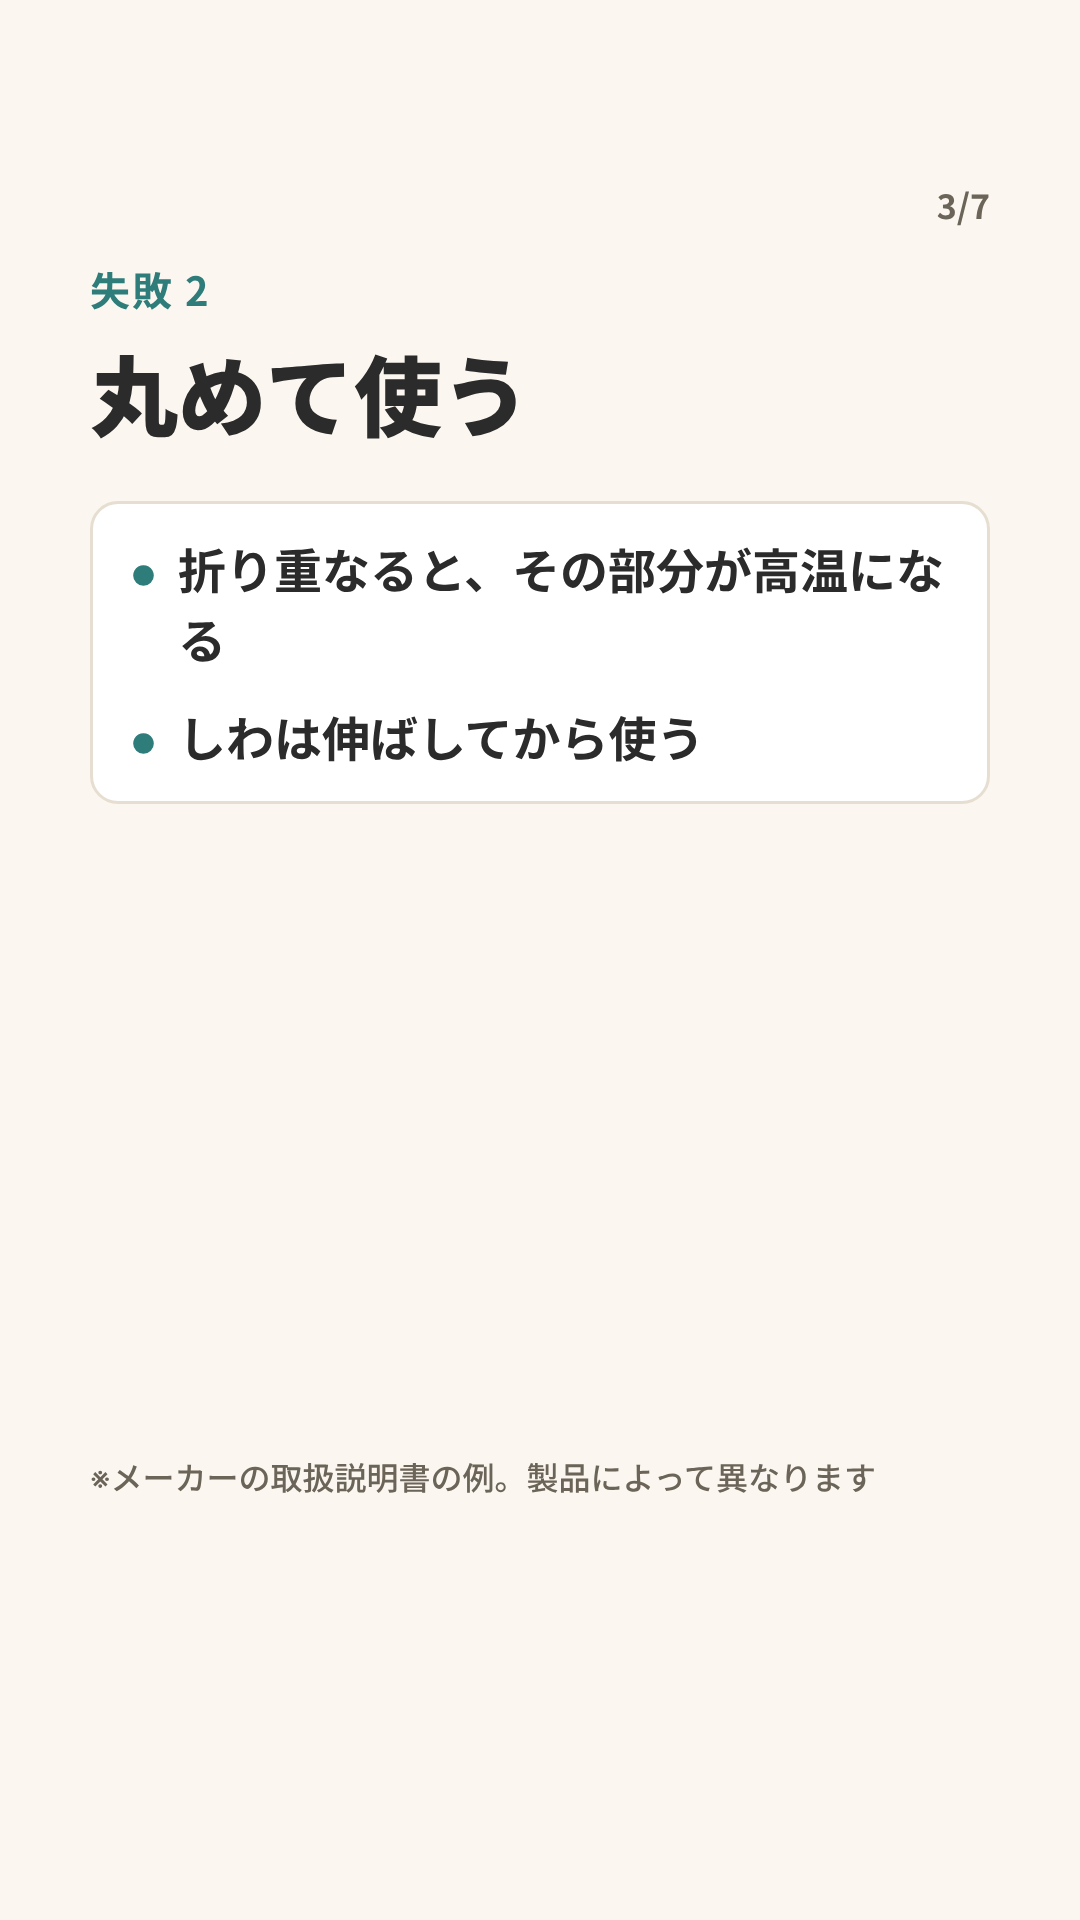 3/7
失敗 2
丸めて使う
● 折り重なると、その部分が高温にな
る
● しわは伸ばしてから使う
※メーカーの取扱説明書の例。製品によって異なります